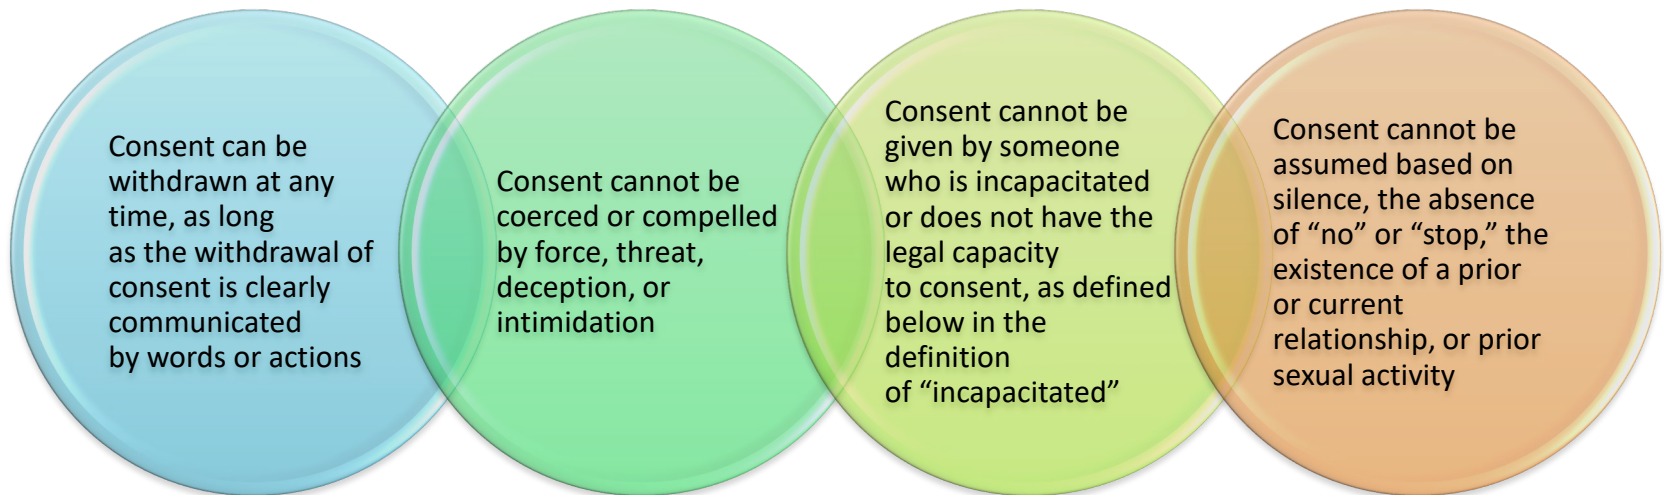 Consent can be
withdrawn at any
time, as long
as the withdrawal of
consent is clearly
communicated
by words or actions
Consent cannot be
coerced or compelled
by force, threat,
deception, or
intimidation
Consent cannot be
given by someone
who is incapacitated
or does not have the
legal capacity
to consent, as defined
below in the
definition
of “incapacitated”
Consent cannot be
assumed based on
silence, the absence
of “no” or “stop,” the
existence of a prior
or current
relationship, or prior
sexual activity